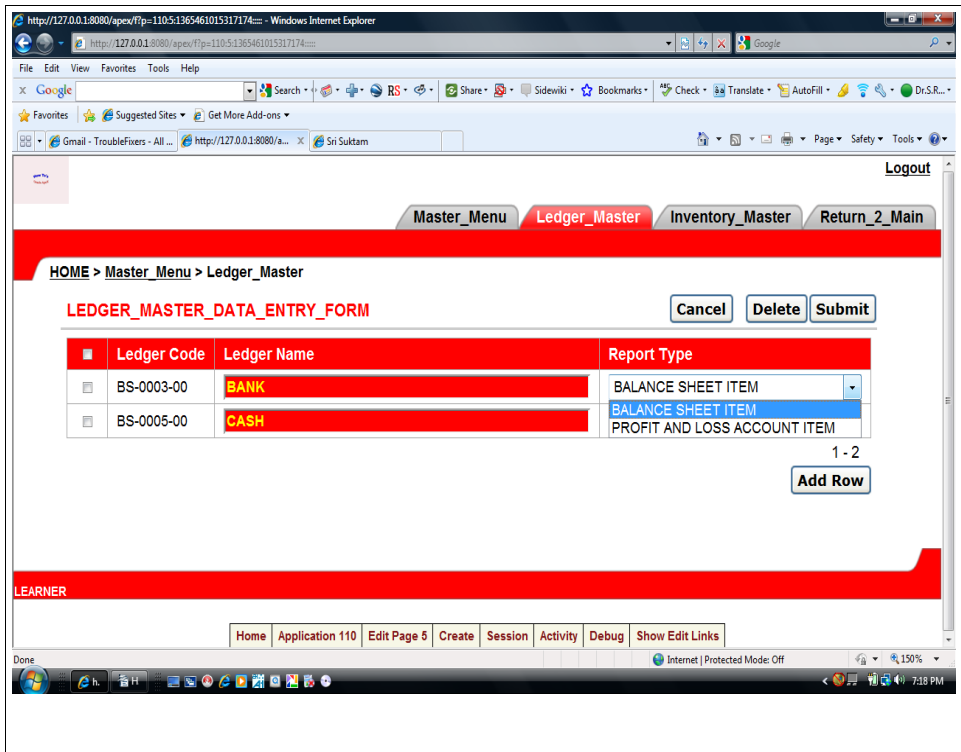 http://127.0.0.1:8080/apex/f?p=110:5:1365461015317174::::: - Windows Internet Explorer
http://127.0.0.1:8080/apex/f?p=110:5:1365461015317174::::: Google
File Edit View Favorites Tools Help
x Google Search RS Share Sidewiki Bookmarks Check Translate AutoFill Dr.S.R...
Favorites Suggested Sites Get More Add-ons
Gmail - TroubleFixers - All ... http://127.0.0.1:8080/a... X Sri Suktam Page Safety Tools
Logout
Master_Menu Ledger_Master Inventory_Master Return_2_Main
HOME > Master_Menu > Ledger_Master
LEDGER_MASTER_DATA_ENTRY_FORM Cancel Delete Submit
Ledger Code Ledger Name Report Type
BS-0003-00 BANK BALANCE SHEET ITEM
BALANCE SHEET ITEM
BS-0005-00 CASH PROFIT AND LOSS ACCOUNT ITEM
1 - 2
Add Row
LEARNER
Home Application 110 Edit Page 5 Create Session Activity Debug Show Edit Links
Done Internet | Protected Mode: Off 150%
h. H 7:18 PM